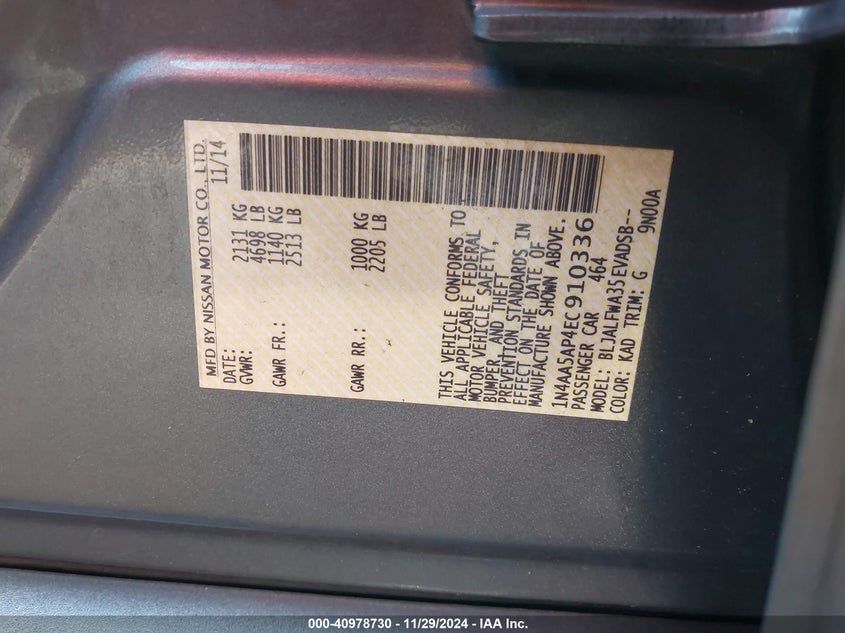 MFD BY NISSAN MOTOR CO., LTD.
DATE: 11/14
GVWR: 2131 KG
4698 LB
GAWR FR.: 1140 KG
2513 LB
GAWR RR.: 1000 KG
2205 LB
THIS VEHICLE CONFORMS TO
ALL APPLICABLE FEDERAL
MOTOR VEHICLE SAFETY,
BUMPER, AND THEFT
PREVENTION STANDARDS IN
EFFECT ON THE DATE OF
MANUFACTURE SHOWN ABOVE.
1N4AA5AP4EC910336
PASSENGER CAR 464
MODEL: BLJALFWA35EVADSB--
COLOR: KAD TRIM: G 9N00A
000-40978730 - 11/29/2024 - IAA Inc.